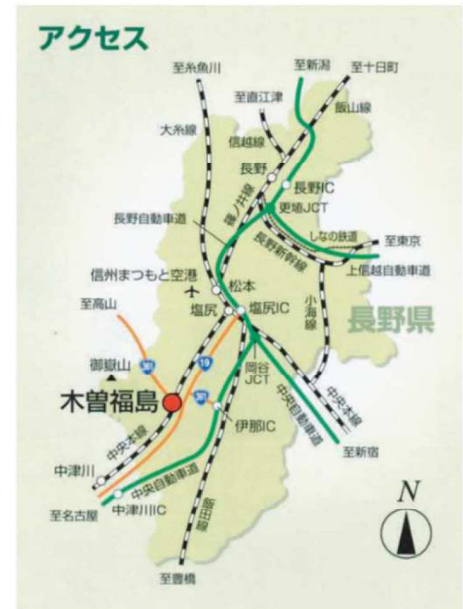 アクセス
至糸魚川
至新潟
至十日町
至直江津
飯山線
大糸線
信越線
長野
長野IC
篠ノ井線
更埴JCT
長野自動車道
しなの鉄道
至東京
長野新幹線
上信越自動車道
信州まつもと空港
松本
小海線
塩尻
塩尻IC
至高山
長野県
361
19
御嶽山
岡谷
JCT
中央本線
木曽福島
361
中央自動車道
伊那IC
中央本線
至新宿
中津川
中央自動車道
N
至名古屋
中津川IC
飯田線
至豊橋